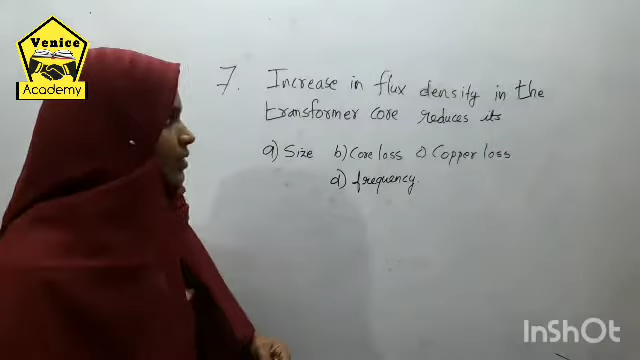 Venice
Academy
7. Increase in flux density in the
transformer core reduces its
a) Size b) Core loss c) Copper loss
d) frequency.
InShOt